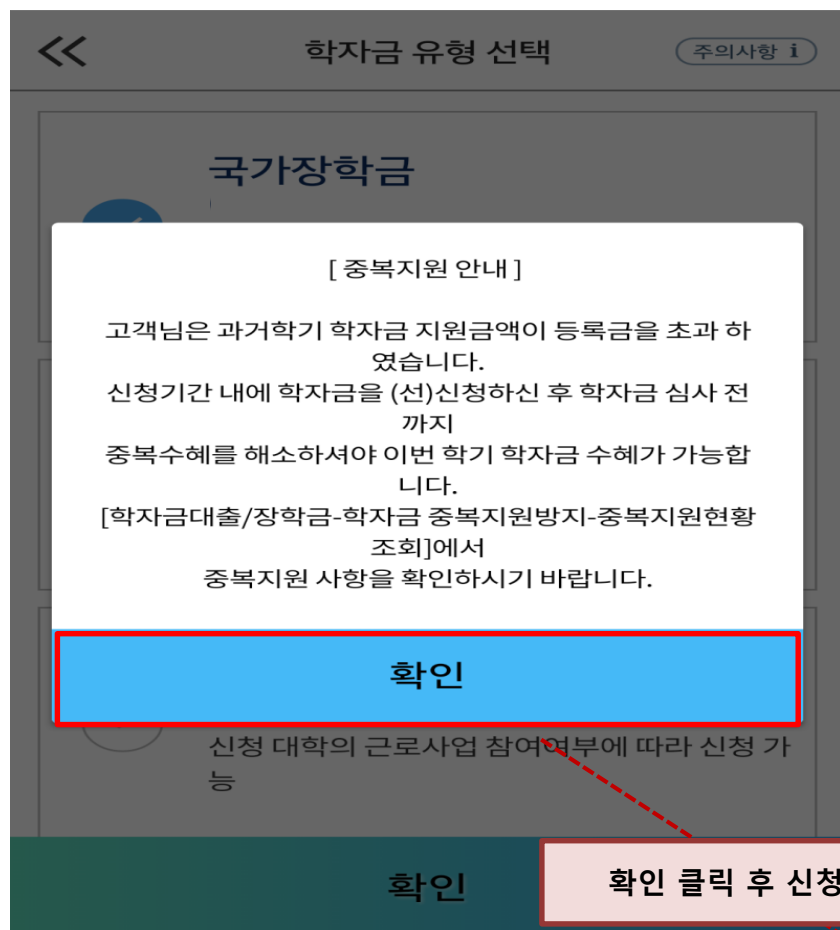 학자금 유형 선택
주의사항 i
국가장학금
[ 중복지원 안내 ]
고객님은 과거학기 학자금 지원금액이 등록금을 초과 하
였습니다.
신청기간 내에 학자금을 (선)신청하신 후 학자금 심사 전
까지
중복수혜를 해소하셔야 이번 학기 학자금 수혜가 가능합
니다.
[학자금대출/장학금-학자금 중복지원방지-중복지원현황
조회]에서
중복지원 사항을 확인하시기 바랍니다.
확인
신청 대학의 근로사업 참여여부에 따라 신청 가
능
확인
확인 클릭 후 신청